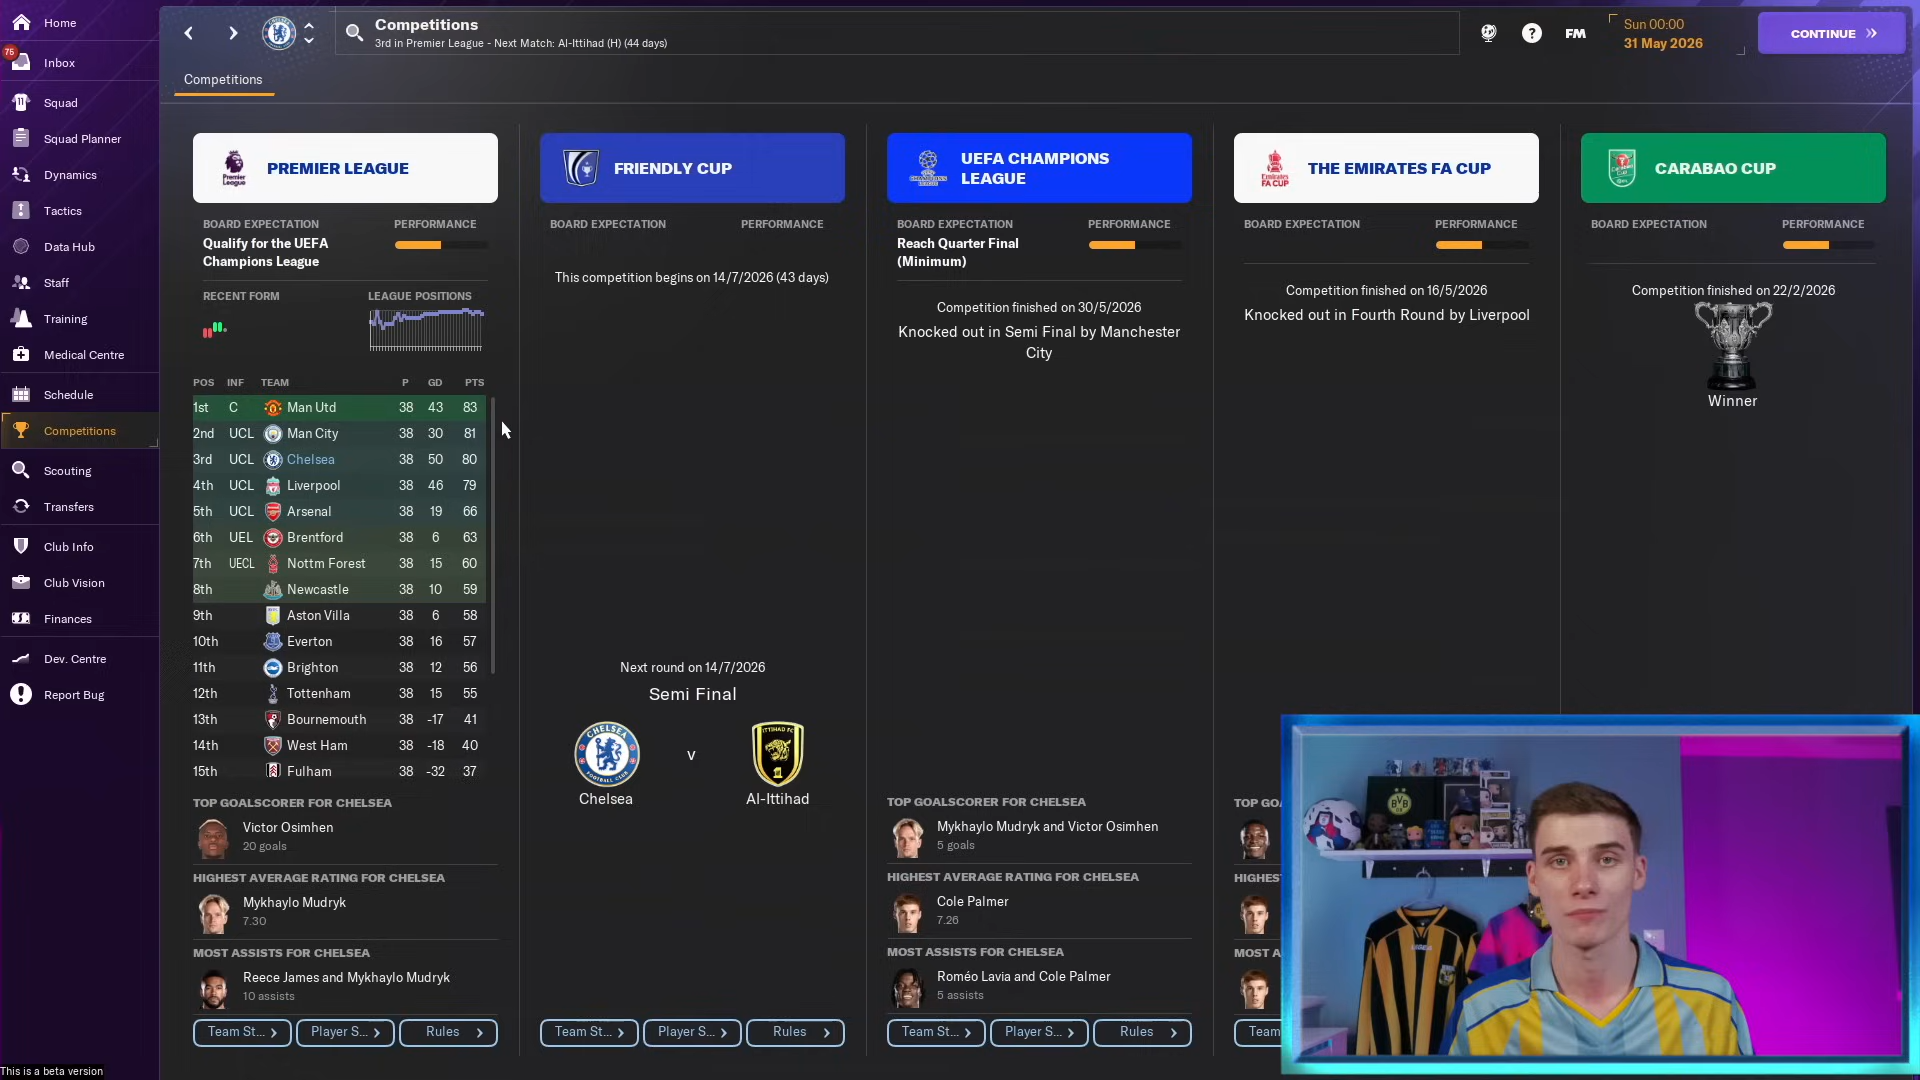 Home
75
Inbox
Squad
Squad Planner
Dynamics
Tactics
Data Hub
Staff
Training
Medical Centre
Schedule
Competitions
Scouting
Transfers
Club Info
Club Vision
Finances
Dev. Centre
Report Bug
This is a beta version
Competitions
3rd in Premier League - Next Match: Al-Ittihad (H) (44 days)
FM
Sun 00:00
31 May 2026
CONTINUE
Competitions
PREMIER LEAGUE
BOARD EXPECTATION PERFORMANCE
Qualify for the UEFA
Champions League
RECENT FORM LEAGUE POSITIONS
POS INF TEAM P GD PTS
1st C Man Utd 38 43 83
2nd UCL Man City 38 30 81
3rd UCL Chelsea 38 50 80
4th UCL Liverpool 38 46 79
5th UCL Arsenal 38 19 66
6th UEL Brentford 38 6 63
7th UECL Nottm Forest 38 15 60
8th Newcastle 38 10 59
9th Aston Villa 38 6 58
10th Everton 38 16 57
11th Brighton 38 12 56
12th Tottenham 38 15 55
13th Bournemouth 38 -17 41
14th West Ham 38 -18 40
15th Fulham 38 -32 37
TOP GOALSCORER FOR CHELSEA
Victor Osimhen
20 goals
HIGHEST AVERAGE RATING FOR CHELSEA
Mykhaylo Mudryk
7.30
MOST ASSISTS FOR CHELSEA
Reece James and Mykhaylo Mudryk
10 assists
Team St... Player S... Rules
FRIENDLY CUP
BOARD EXPECTATION PERFORMANCE
This competition begins on 14/7/2026 (43 days)
Next round on 14/7/2026
Semi Final
v
Chelsea Al-Ittihad
Team St... Player S... Rules
UEFA CHAMPIONS
LEAGUE
BOARD EXPECTATION PERFORMANCE
Reach Quarter Final
(Minimum)
Competition finished on 30/5/2026
Knocked out in Semi Final by Manchester
City
TOP GOALSCORER FOR CHELSEA
Mykhaylo Mudryk and Victor Osimhen
5 goals
HIGHEST AVERAGE RATING FOR CHELSEA
Cole Palmer
7.26
MOST ASSISTS FOR CHELSEA
Roméo Lavia and Cole Palmer
5 assists
Team St... Player S... Rules
THE EMIRATES FA CUP
BOARD EXPECTATION PERFORMANCE
Competition finished on 16/5/2026
Knocked out in Fourth Round by Liverpool
TOP GOA
HIGHEST
MOST A
Team
CARABAO CUP
BOARD EXPECTATION PERFORMANCE
Competition finished on 22/2/2026
Winner
BVB